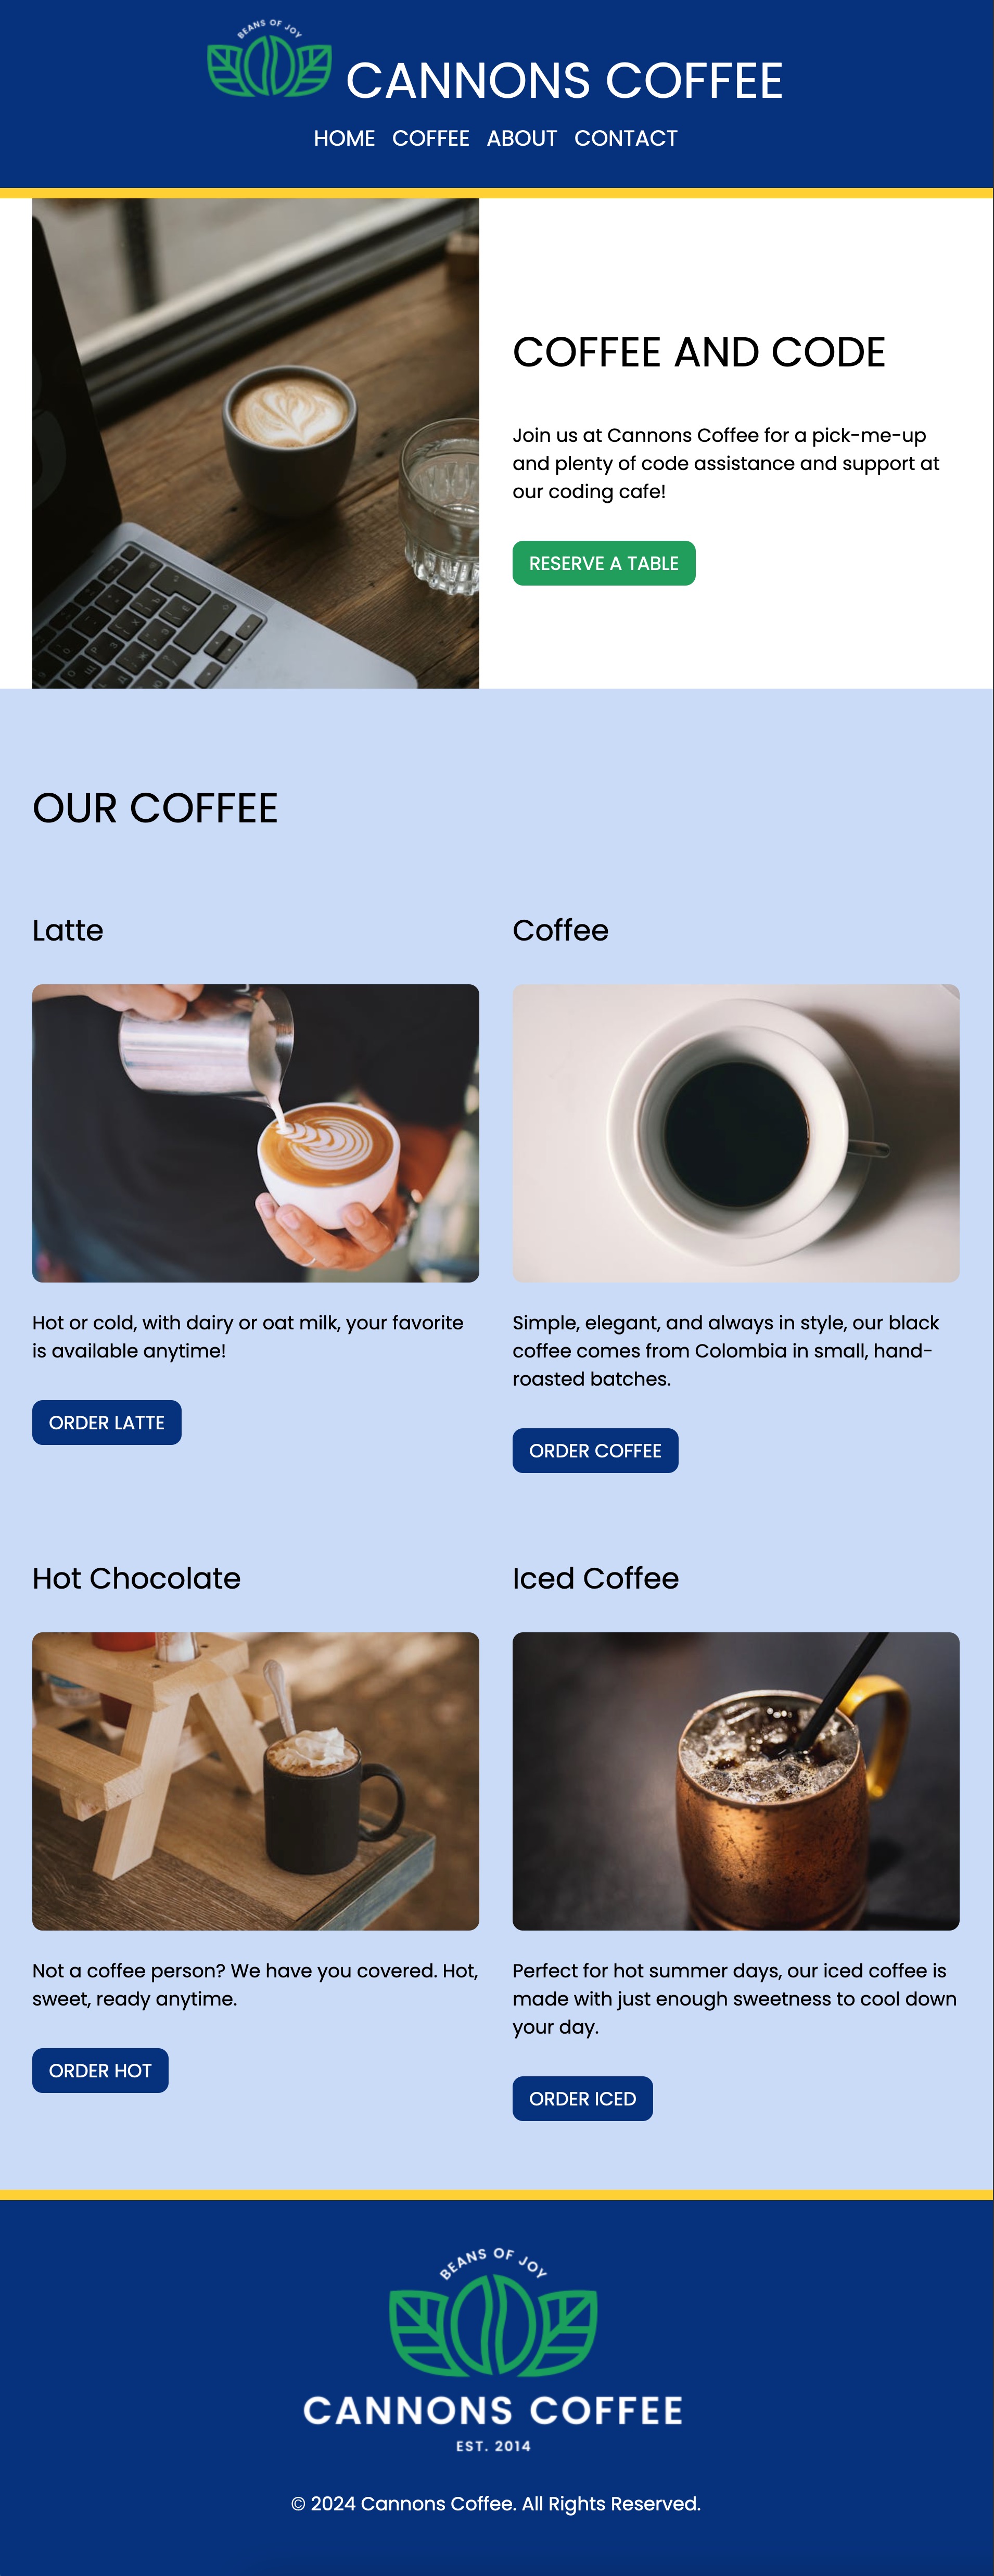 BEANS OF JOY
CANNONS COFFEE
HOME COFFEE ABOUT CONTACT
COFFEE AND CODE
Join us at Cannons Coffee for a pick-me-up
and plenty of code assistance and support at
our coding cafe!
RESERVE A TABLE
OUR COFFEE
Latte
Hot or cold, with dairy or oat milk, your favorite
is available anytime!
ORDER LATTE
Coffee
Simple, elegant, and always in style, our black
coffee comes from Colombia in small, hand-
roasted batches.
ORDER COFFEE
Hot Chocolate
Not a coffee person? We have you covered. Hot,
sweet, ready anytime.
ORDER HOT
Iced Coffee
Perfect for hot summer days, our iced coffee is
made with just enough sweetness to cool down
your day.
ORDER ICED
BEANS OF JOY
CANNONS COFFEE
EST. 2014
© 2024 Cannons Coffee. All Rights Reserved.